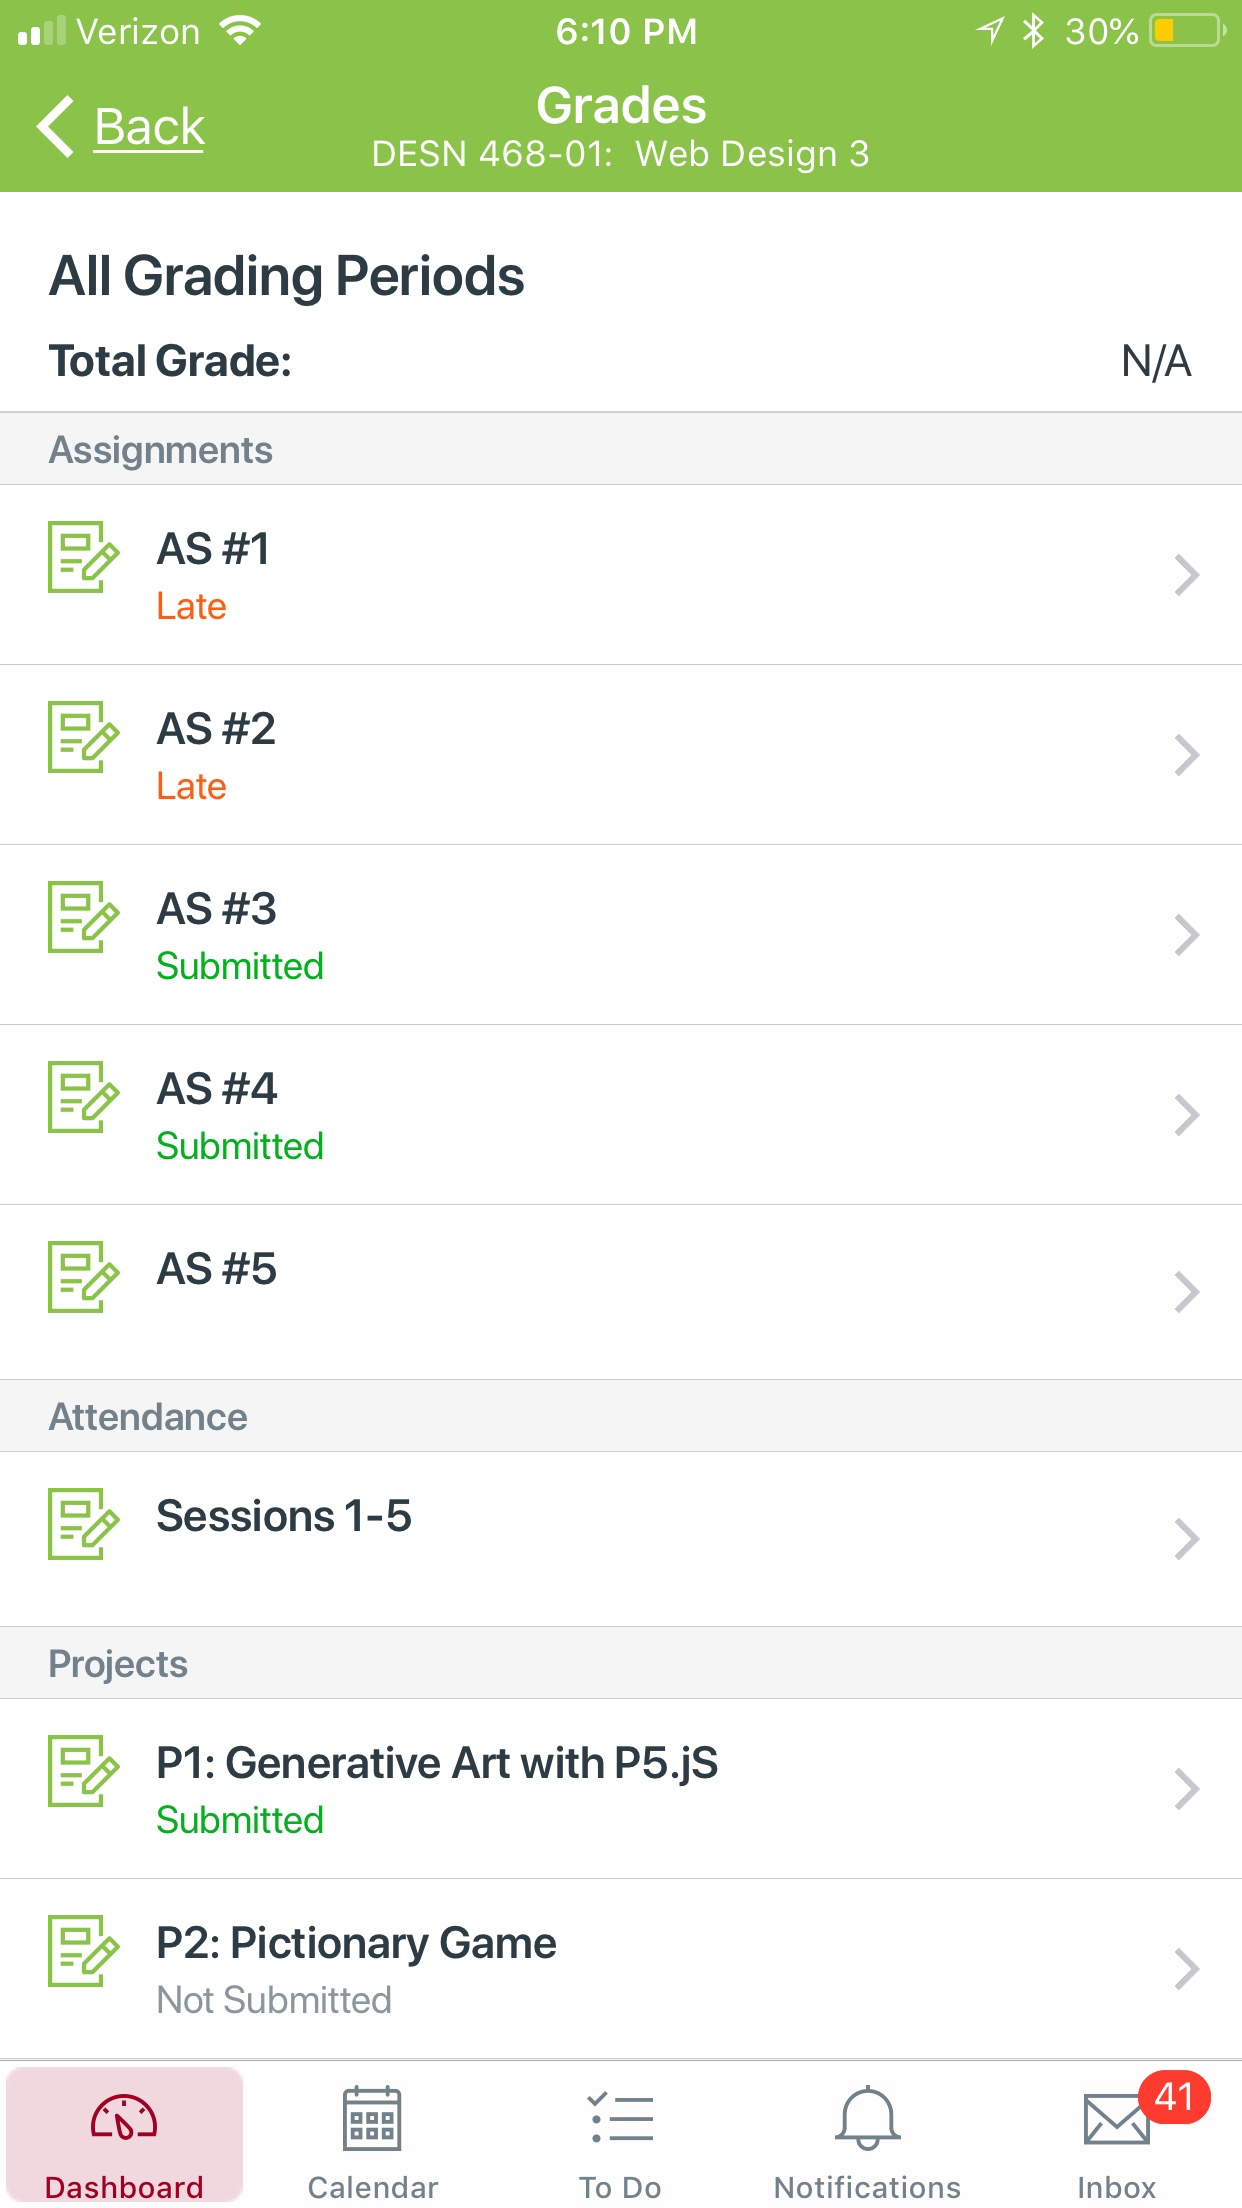 Verizon 6:10 PM 30%
Back
Grades
DESN 468-01: Web Design 3
All Grading Periods
Total Grade: N/A
Assignments
AS #1
Late
AS #2
Late
AS #3
Submitted
AS #4
Submitted
AS #5
Attendance
Sessions 1-5
Projects
P1: Generative Art with P5.jS
Submitted
P2: Pictionary Game
Not Submitted
41
Dashboard Calendar To Do Notifications Inbox